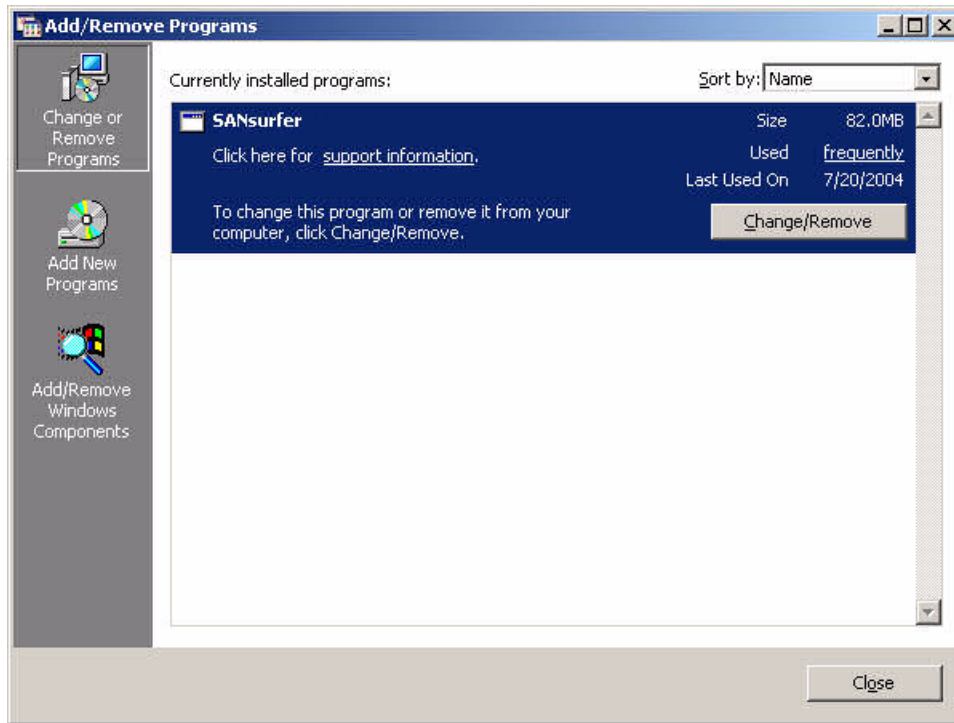 Add/Remove Programs
Change or
Remove
Programs
Add New
Programs
Add/Remove
Windows
Components
Currently installed programs:
Sort by: Name
SANsurfer
Size 82.0MB
Click here for support information.
Used frequently
Last Used On 7/20/2004
To change this program or remove it from your
computer, click Change/Remove.
Change/Remove
Close